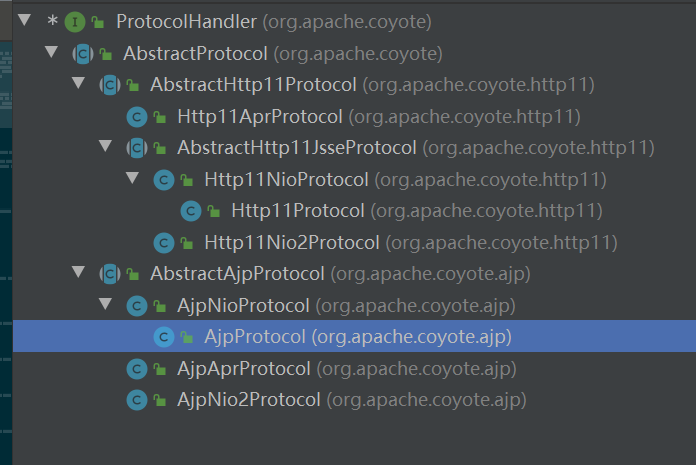 ProtocolHandler (org.apache.coyote)
AbstractProtocol (org.apache.coyote)
AbstractHttp11Protocol (org.apache.coyote.http11)
Http11AprProtocol (org.apache.coyote.http11)
AbstractHttp11JsseProtocol (org.apache.coyote.http11)
Http11NioProtocol (org.apache.coyote.http11)
Http11Protocol (org.apache.coyote.http11)
Http11Nio2Protocol (org.apache.coyote.http11)
AbstractAjpProtocol (org.apache.coyote.ajp)
AjpNioProtocol (org.apache.coyote.ajp)
AjpProtocol (org.apache.coyote.ajp)
AjpAprProtocol (org.apache.coyote.ajp)
AjpNio2Protocol (org.apache.coyote.ajp)